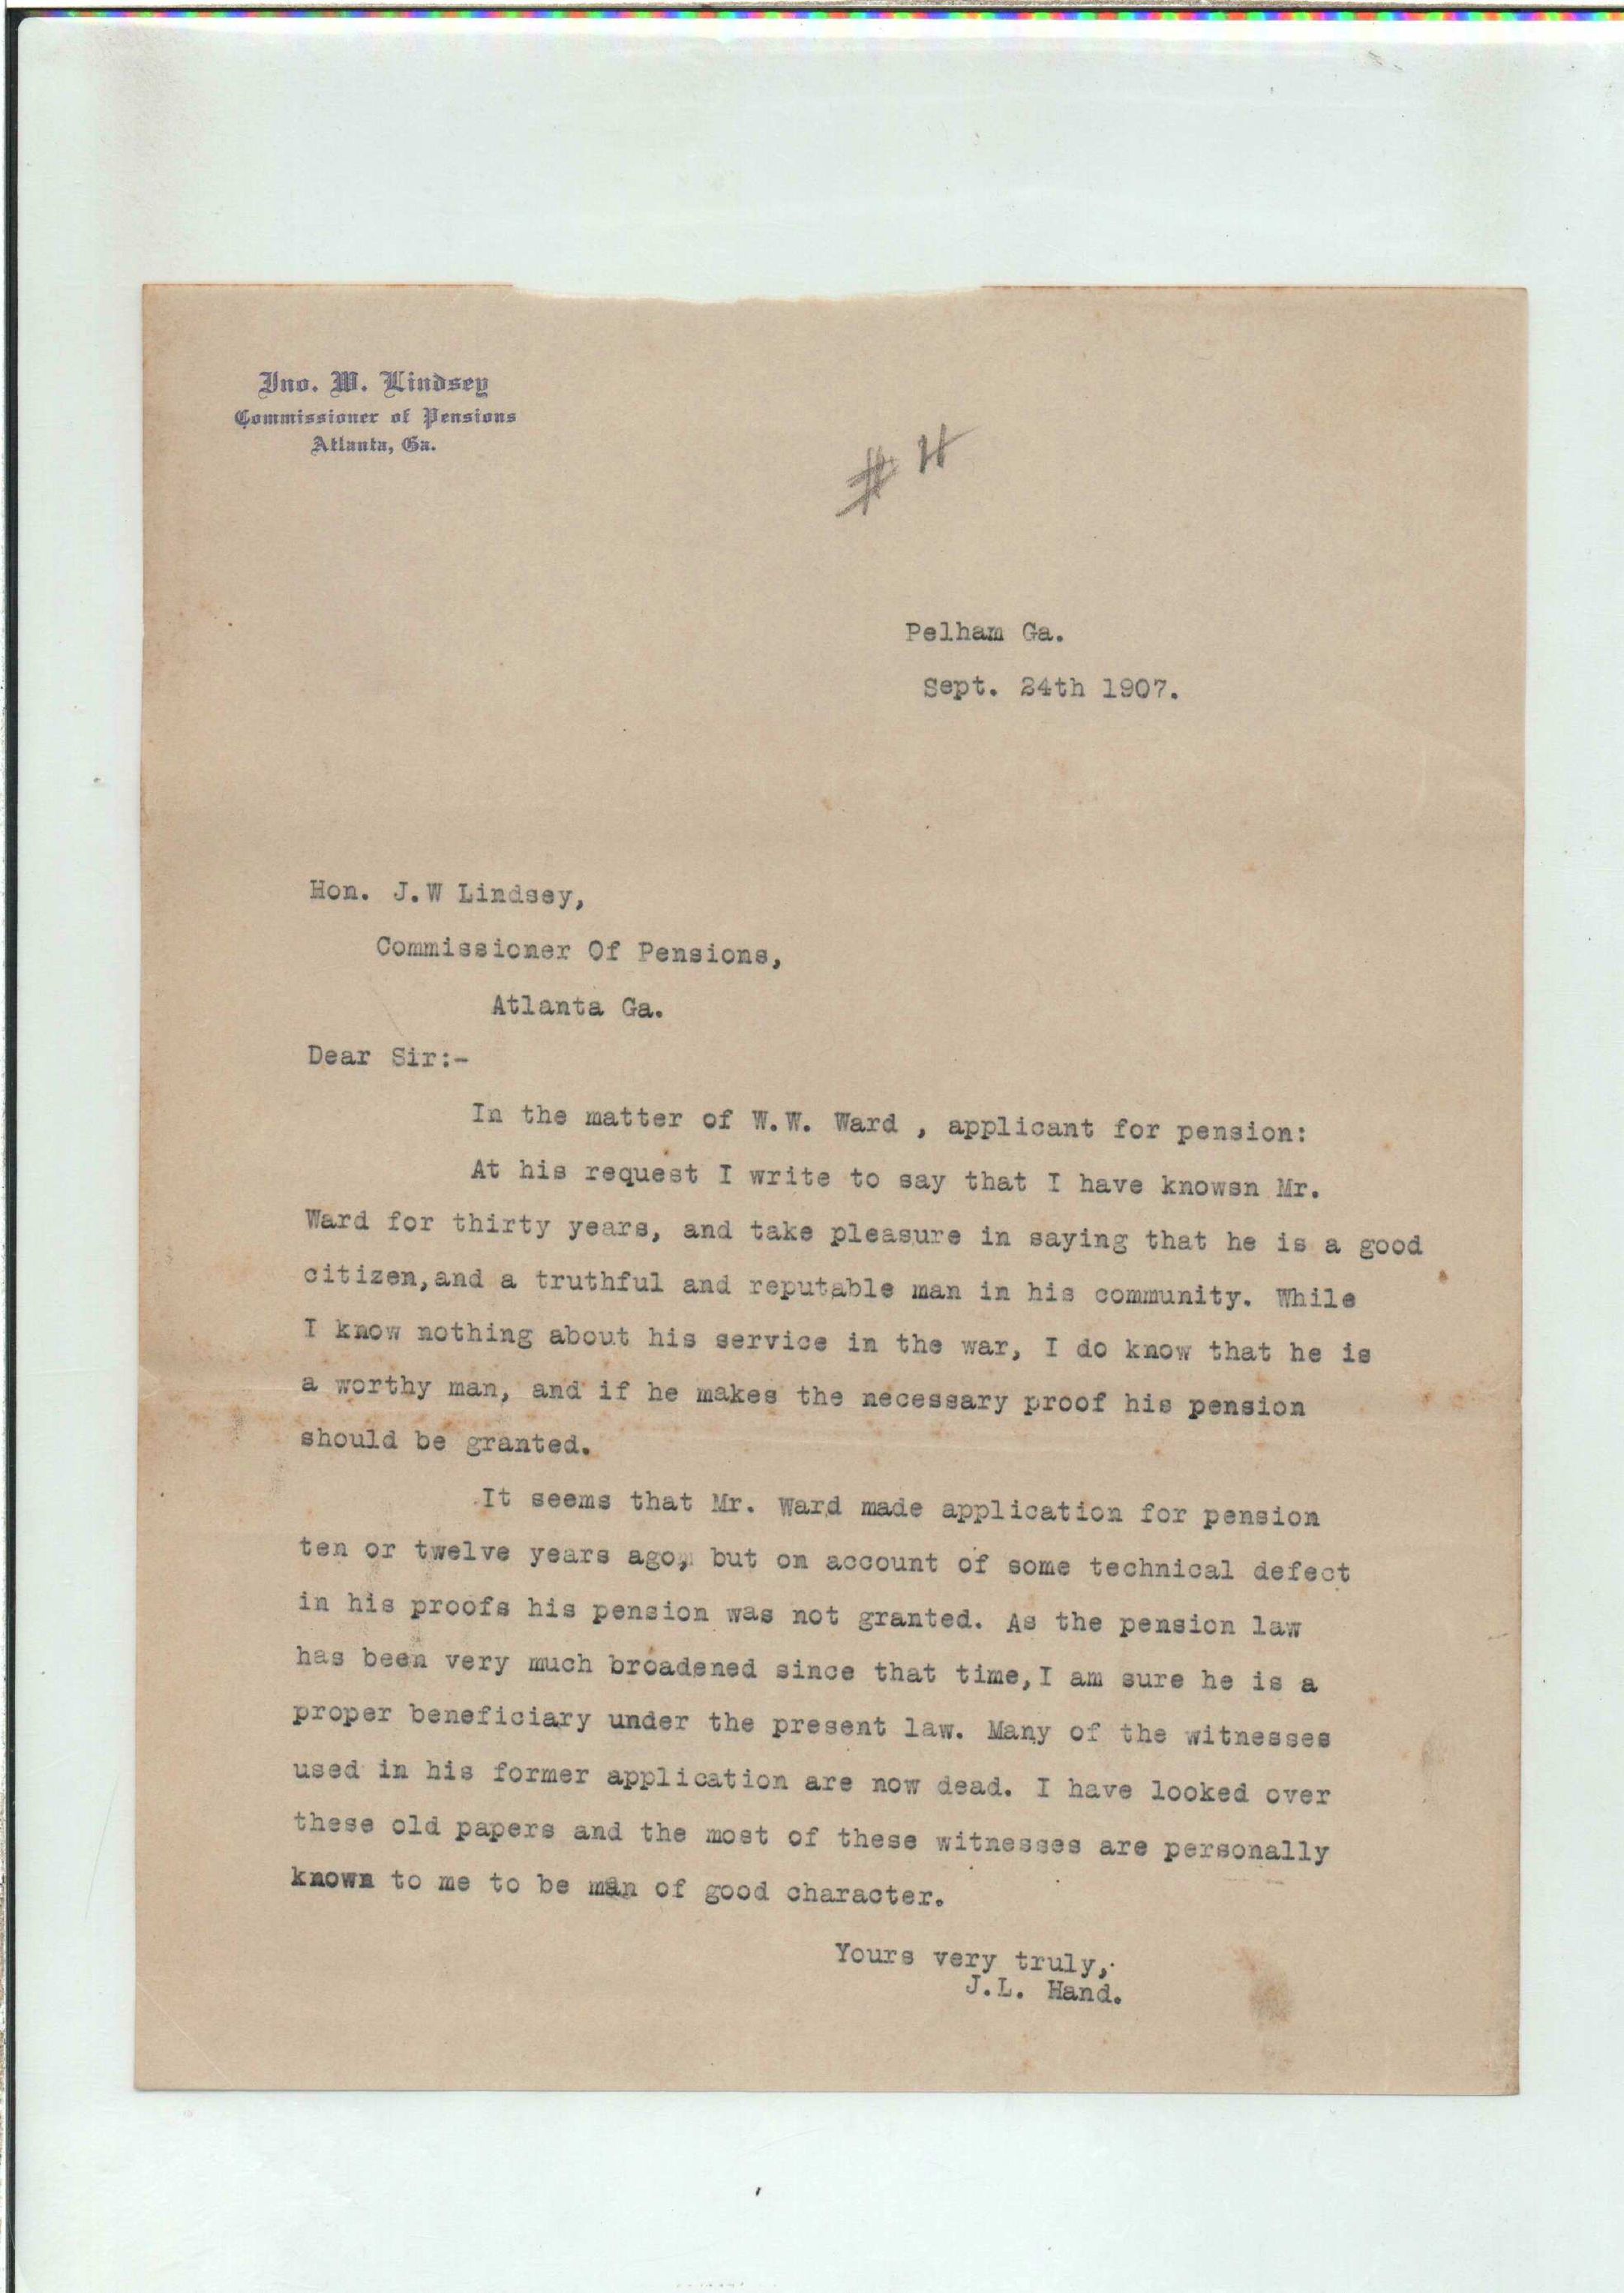 Jno. W. Lindsey
Commissioner of Pensions
Atlanta, Ga.
# 4
Pelham Ga.
Sept. 24th 1907.
Hon. J.W Lindsey,
Commissioner Of Pensions,
Atlanta Ga.
Dear Sir:-
In the matter of W.W. Ward , applicant for pension:
At his request I write to say that I have knowsn Mr.
Ward for thirty years, and take pleasure in saying that he is a good
citizen,and a truthful and reputable man in his community. While
I know nothing about his service in the war, I do know that he is
a worthy man, and if he makes the necessary proof his pension
should be granted.
It seems that Mr. Ward made application for pension
ten or twelve years ago, but on account of some technical defect
in his proofs his pension was not granted. As the pension law
has been very much broadened since that time,I am sure he is a
proper beneficiary under the present law. Many of the witnesses
used in his former application are now dead. I have looked over
these old papers and the most of these witnesses are personally
known to me to be man of good character.
Yours very truly,
J.L. Hand.